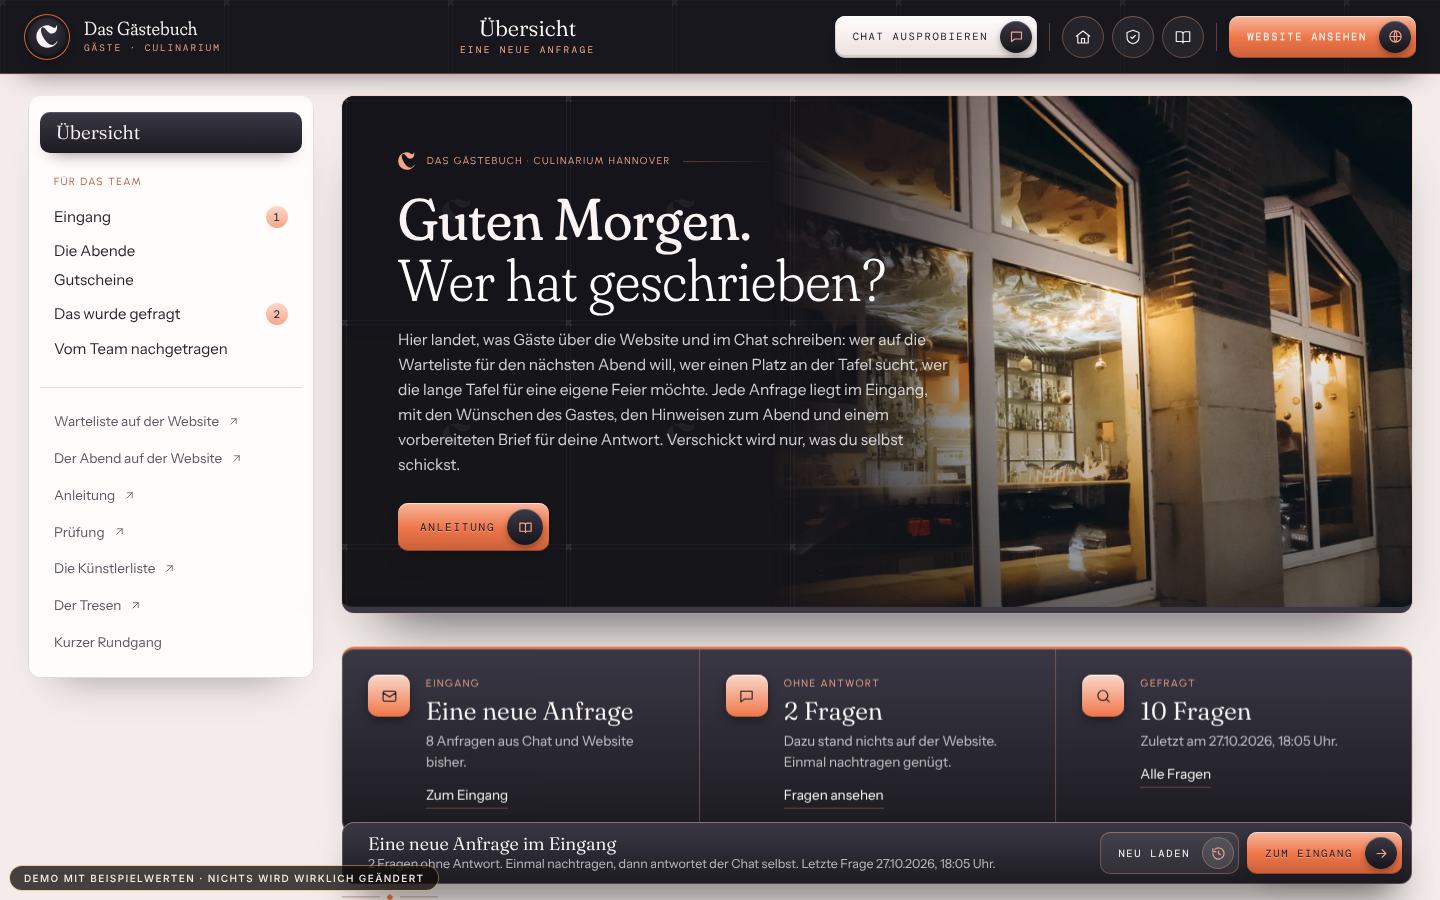 Das Gästebuch
GÄSTE · CULINARIUM
Übersicht
EINE NEUE ANFRAGE
CHAT AUSPROBIEREN
WEBSITE ANSEHEN
Übersicht
FÜR DAS TEAM
Eingang 1
Die Abende
Gutscheine
Das wurde gefragt 2
Vom Team nachgetragen
Warteliste auf der Website
Der Abend auf der Website
Anleitung
Prüfung
Die Künstlerliste
Der Tresen
Kurzer Rundgang
DAS GÄSTEBUCH · CULINARIUM HANNOVER
Guten Morgen.
Wer hat geschrieben?
Hier landet, was Gäste über die Website und im Chat schreiben: wer auf die
Warteliste für den nächsten Abend will, wer einen Platz an der Tafel sucht, wer
die lange Tafel für eine eigene Feier möchte. Jede Anfrage liegt im Eingang,
mit den Wünschen des Gastes, den Hinweisen zum Abend und einem
vorbereiteten Brief für deine Antwort. Verschickt wird nur, was du selbst
schickst.
ANLEITUNG
EINGANG
Eine neue Anfrage
8 Anfragen aus Chat und Website
bisher.
Zum Eingang
OHNE ANTWORT
2 Fragen
Dazu stand nichts auf der Website.
Einmal nachtragen genügt.
Fragen ansehen
GEFRAGT
10 Fragen
Zuletzt am 27.10.2026, 18:05 Uhr.
Alle Fragen
Eine neue Anfrage im Eingang
2 Fragen ohne Antwort. Einmal nachtragen, dann antwortet der Chat selbst. Letzte Frage 27.10.2026, 18:05 Uhr.
NEU LADEN
ZUM EINGANG
DEMO MIT BEISPIELWERTEN · NICHTS WIRD WIRKLICH GEÄNDERT